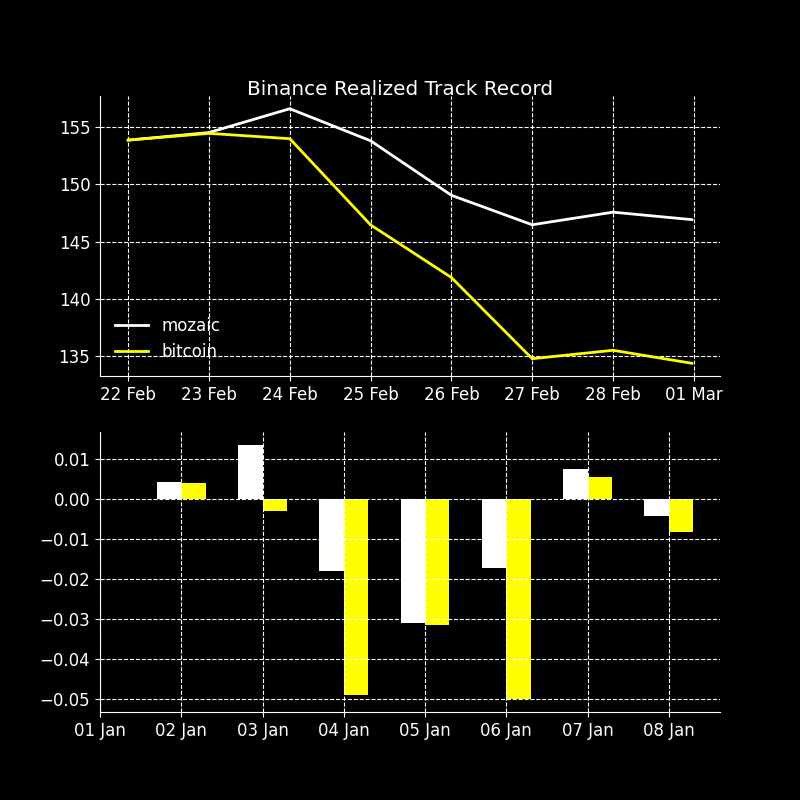 Binance Realized Track Record
155
150
145
140
135
mozaic
bitcoin
22 Feb 23 Feb 24 Feb 25 Feb 26 Feb 27 Feb 28 Feb 01 Mar
0.01
0.00
−0.01
−0.02
−0.03
−0.04
−0.05
01 Jan 02 Jan 03 Jan 04 Jan 05 Jan 06 Jan 07 Jan 08 Jan